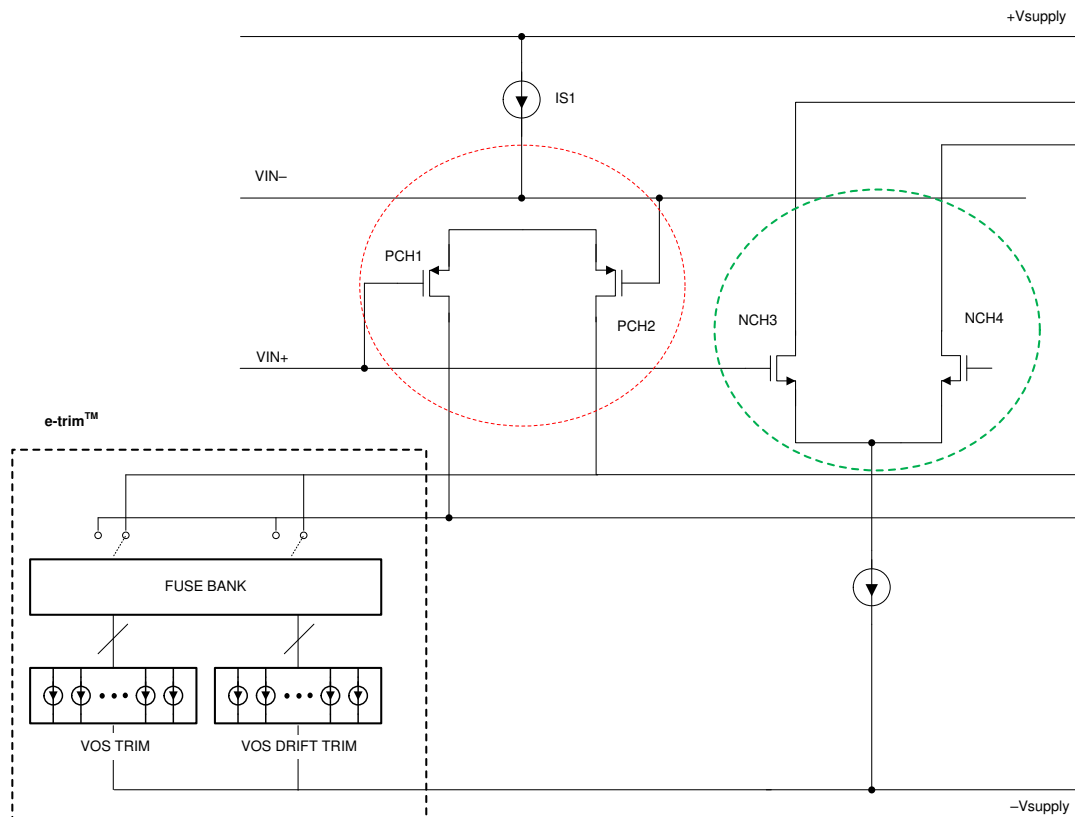 +Vsupply
IS1
VIN–
PCH1
PCH2
NCH3
NCH4
VIN+
e-trim™
FUSE BANK
VOS TRIM
VOS DRIFT TRIM
–Vsupply